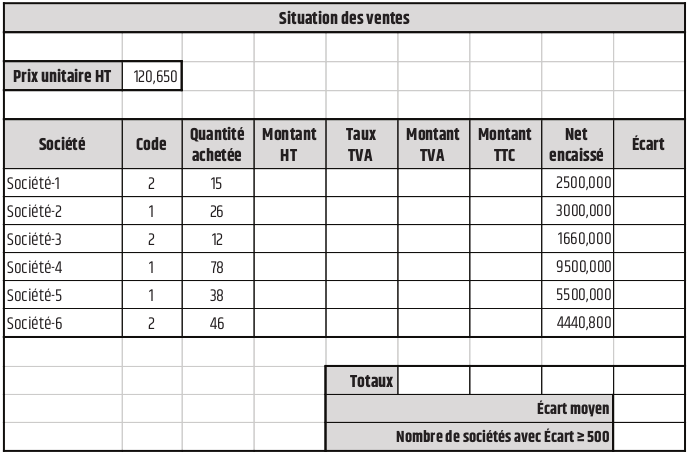 Situation des ventes
Prix unitaire HT 120,650
Société Code Quantité achetée Montant HT Taux TVA Montant TVA Montant TTC Net encaissé Écart
Société-1 2 15 2500,000
Société-2 1 26 3000,000
Société-3 2 12 1660,000
Société-4 1 78 9500,000
Société-5 1 38 5500,000
Société-6 2 46 4440,800
Totaux
Écart moyen
Nombre de sociétés avec Écart ≥ 500